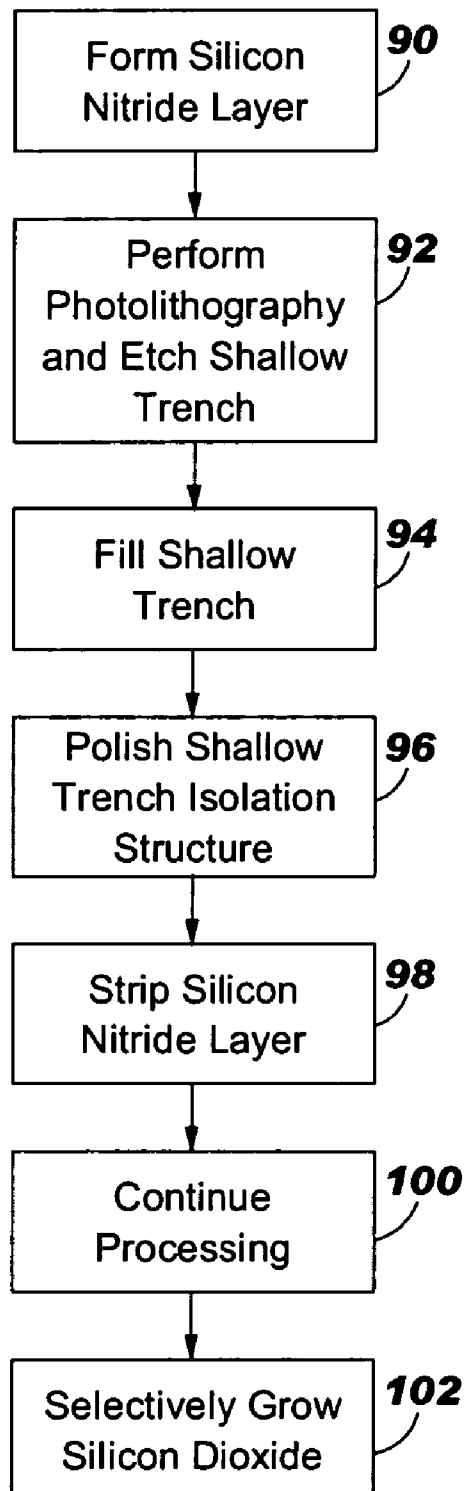 Form Silicon
Nitride Layer
90
Perform
Photolithography
and Etch Shallow
Trench
92
Fill Shallow
Trench
94
Polish Shallow
Trench Isolation
Structure
96
Strip Silicon
Nitride Layer
98
Continue
Processing
100
Selectively Grow
Silicon Dioxide
102